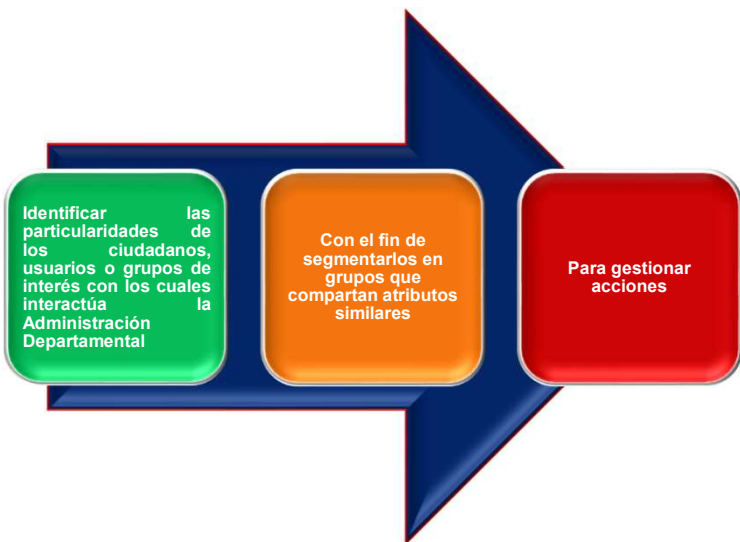 Identificar las
particularidades de
los ciudadanos,
usuarios o grupos de
interés con los cuales
interactúa la
Administración
Departamental
Con el fin de
segmentarlos en
grupos que
compartan atributos
similares
Para gestionar
acciones